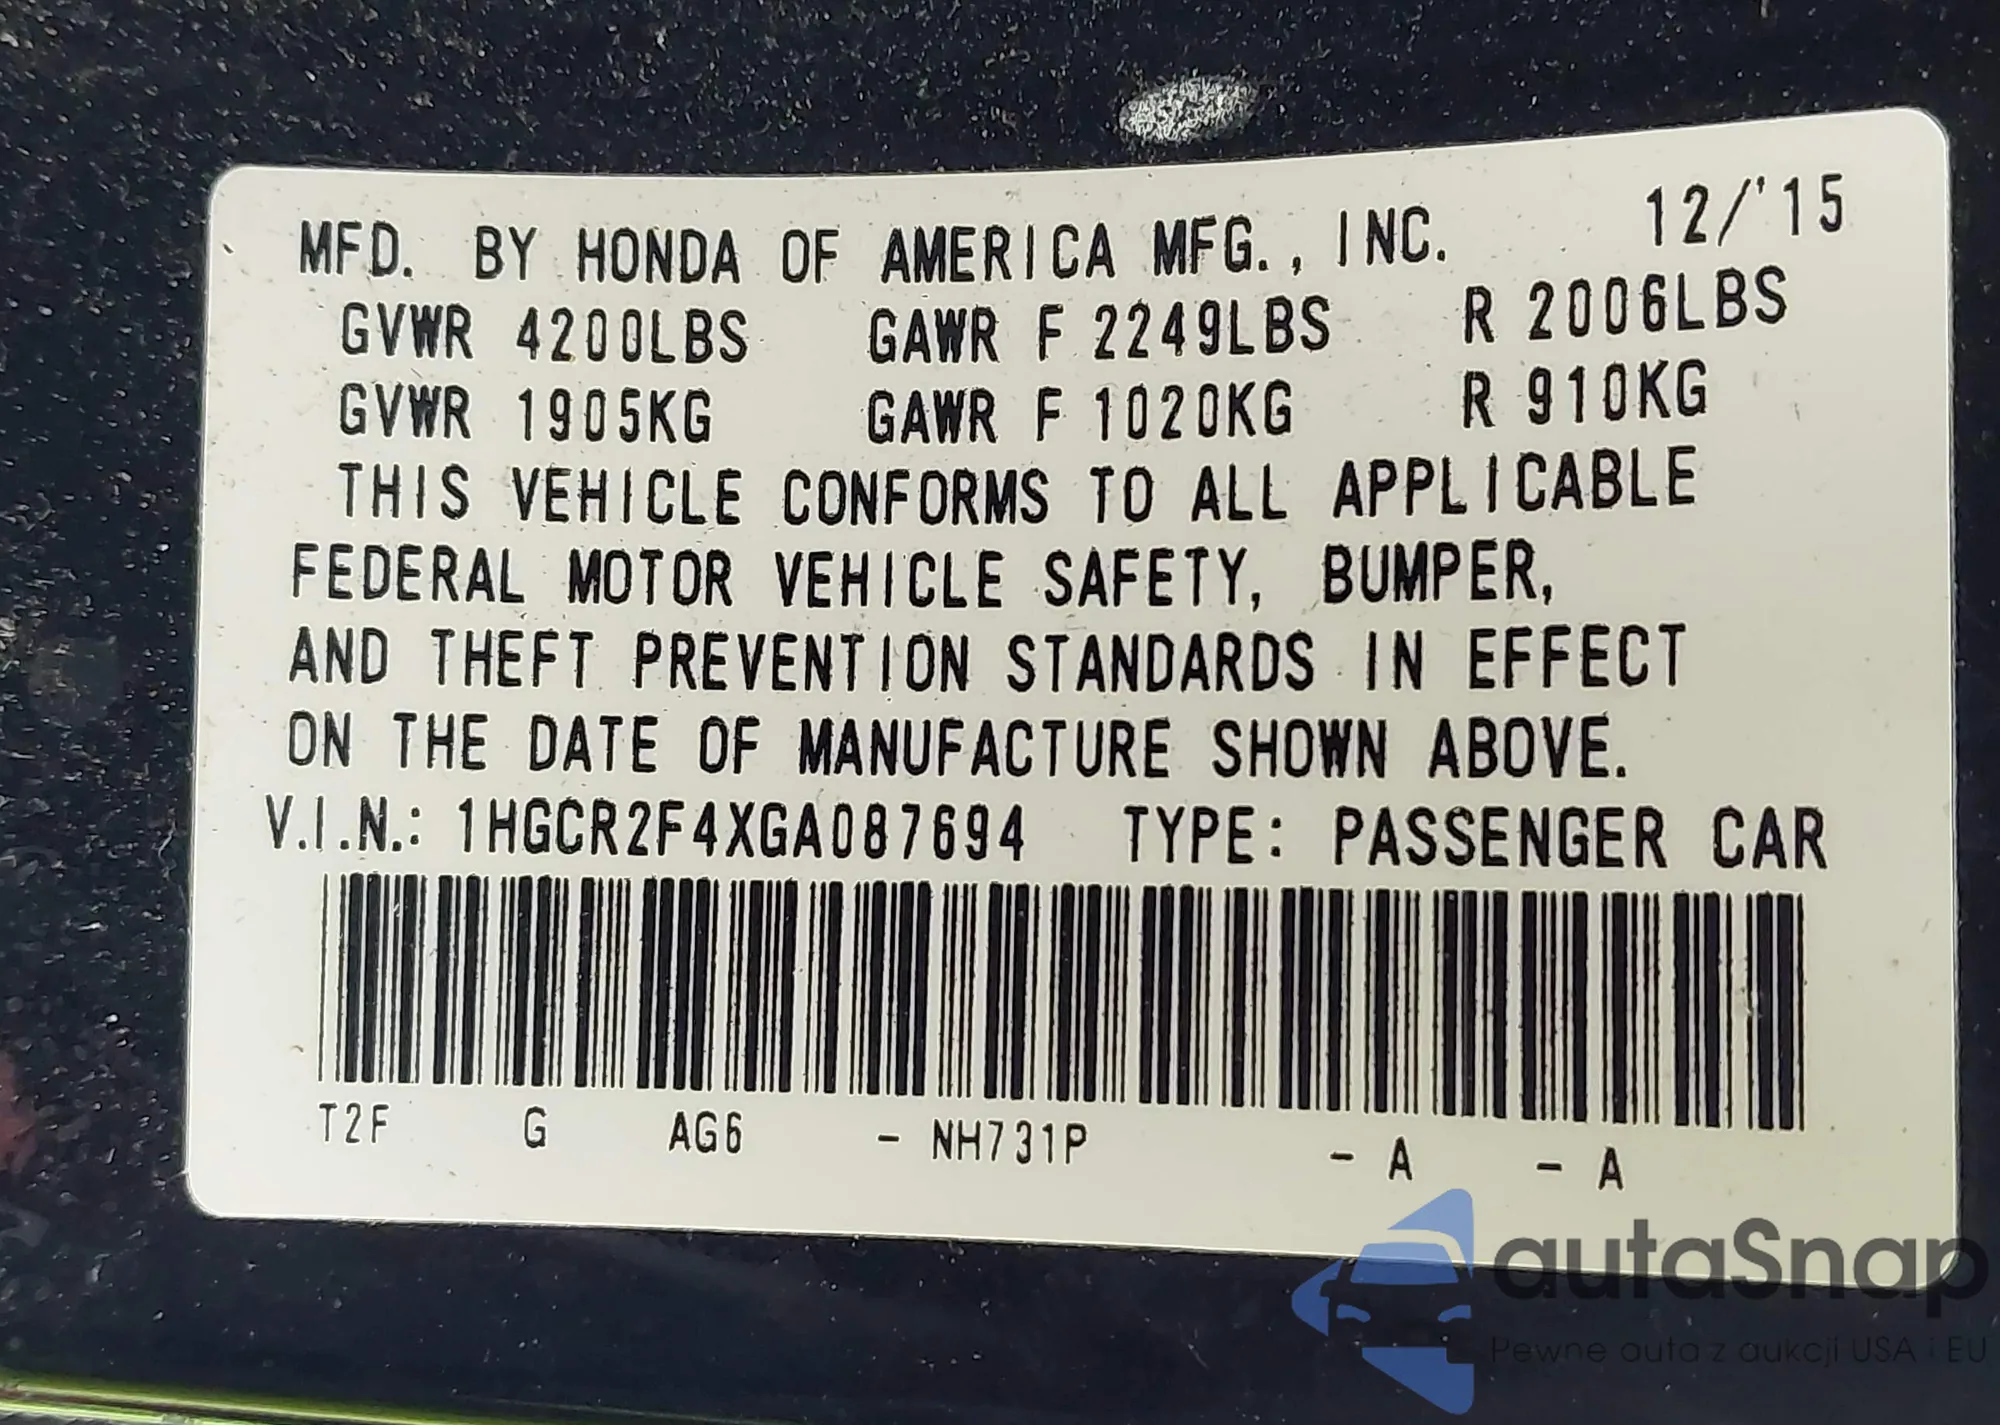 MFD. BY HONDA OF AMERICA MFG., INC. 12/'15
GVWR 4200LBS GAWR F 2249LBS R 2006LBS
GVWR 1905KG GAWR F 1020KG R 910KG
THIS VEHICLE CONFORMS TO ALL APPLICABLE
FEDERAL MOTOR VEHICLE SAFETY, BUMPER,
AND THEFT PREVENTION STANDARDS IN EFFECT
ON THE DATE OF MANUFACTURE SHOWN ABOVE.
V.I.N.: 1HGCR2F4XGA087694 TYPE: PASSENGER CAR
T2F G AG6 - NH731P - A - A
autaSnap
Pewne auta z aukcji USA i EU